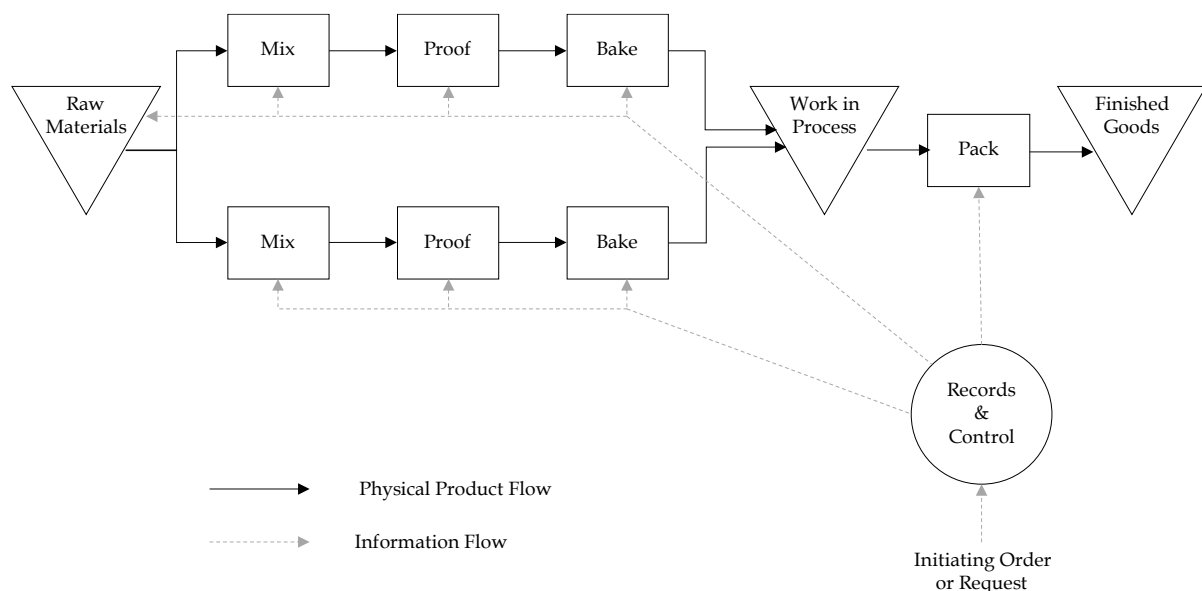 Mix
Proof
Bake
Raw
Materials
Work in
Process
Pack
Finished
Goods
Mix
Proof
Bake
Records
&
Control
Physical Product Flow
Information Flow
Initiating Order
or Request